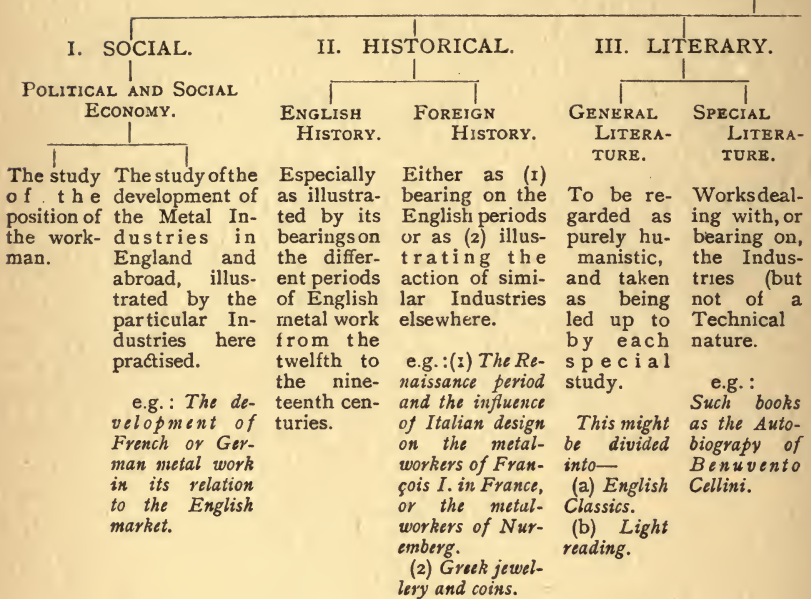 I. SOCIAL.
POLITICAL AND SOCIAL
ECONOMY.
The study
of the
position of
the work-
man.
The study of the
development of
the Metal In-
dustries in
England and
abroad, illus-
trated by the
particular In-
dustries here
practised.
e.g.: The de-
velopment of
French or Ger-
man metal work
in its relation
to the English
market.
II. HISTORICAL.
ENGLISH
HISTORY.
Especially
as illustra-
ted by its
bearings on
the differ-
ent periods
of English
metal work
from the
twelfth to
the nine-
teenth cen-
turies.
FOREIGN
HISTORY.
Either as (1)
bearing on the
English periods
or as (2) illus-
trating the
action of simi-
lar Industries
elsewhere.
e.g.: (1) The Re-
naissance period
and the influence
of Italian design
on the metal-
workers of Fran-
çois I. in France,
or the metal-
workers of Nur-
emberg.
(2) Greek jewel-
lery and coins.
III. LITERARY.
GENERAL
LITERA-
TURE.
To be re-
garded as
purely hu-
manistic,
and taken
as being
led up to
by each
special
study.
This might
be divided
into—
(a) English
Classics.
(b) Light
reading.
SPECIAL
LITERA-
TURE.
Works deal-
ing with, or
bearing on,
the Indus-
tries (but
not of a
Technical
nature.
e.g.:
Such books
as the Auto-
biograpy of
Benuvento
Cellini.